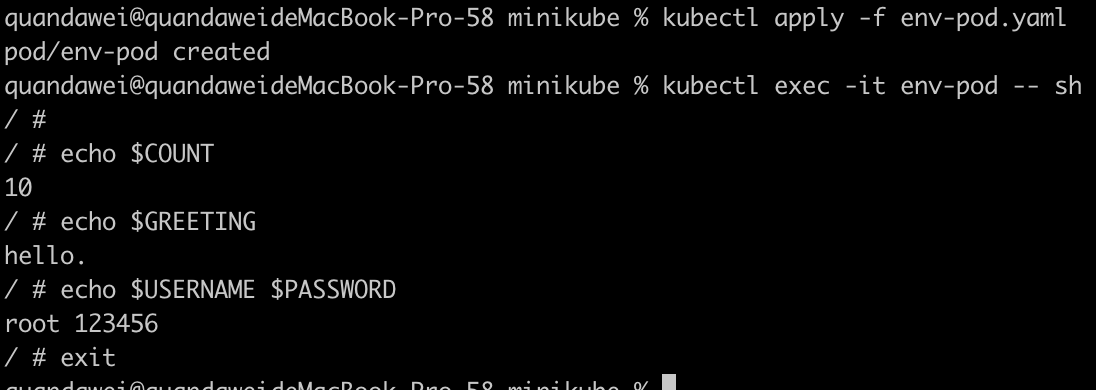 quandawei@quandaweideMacBook-Pro-58 minikube % kubectl apply -f env-pod.yaml
pod/env-pod created
quandawei@quandaweideMacBook-Pro-58 minikube % kubectl exec -it env-pod -- sh
/ #
/ # echo $COUNT
10
/ # echo $GREETING
hello.
/ # echo $USERNAME $PASSWORD
root 123456
/ # exit
quandawei@quandaweideMacBook-Pro-58 minikube %